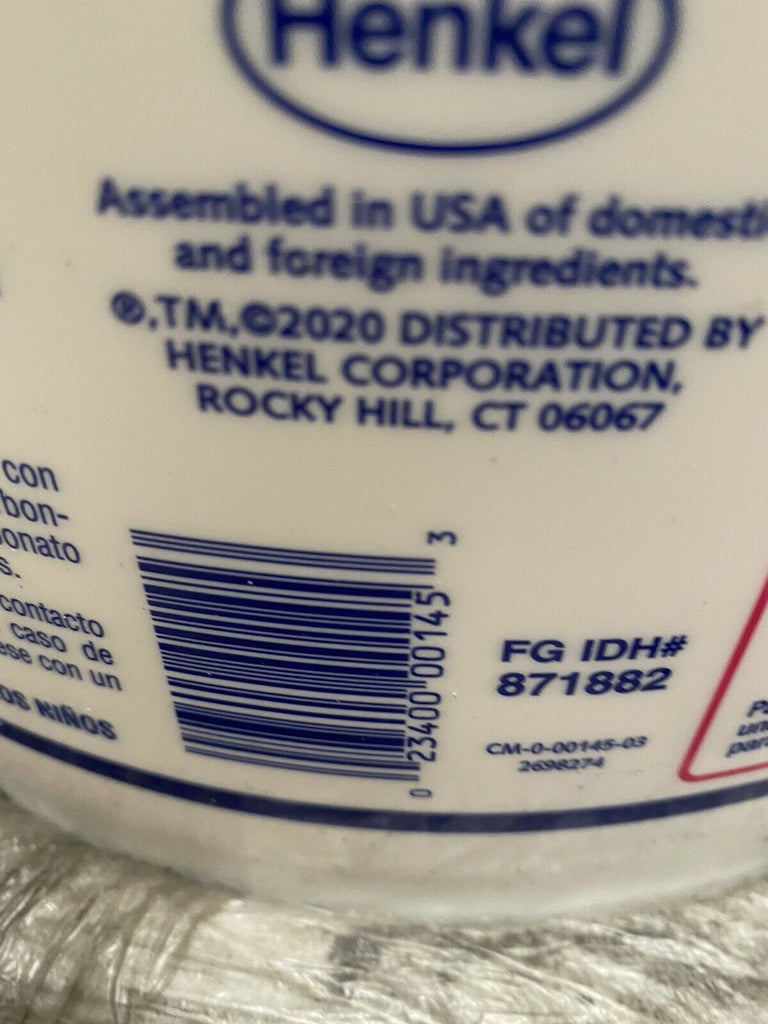 Henkel
Assembled in USA of domesti
and foreign ingredients.
®,TM,©2020 DISTRIBUTED BY
HENKEL CORPORATION,
ROCKY HILL, CT 06067
con
bon-
onato
s.
contacto
caso de
ese con un
OS NIÑOS
0 23400 00145 3
FG IDH#
871882
CM-0-00145-03
2698274
un
par